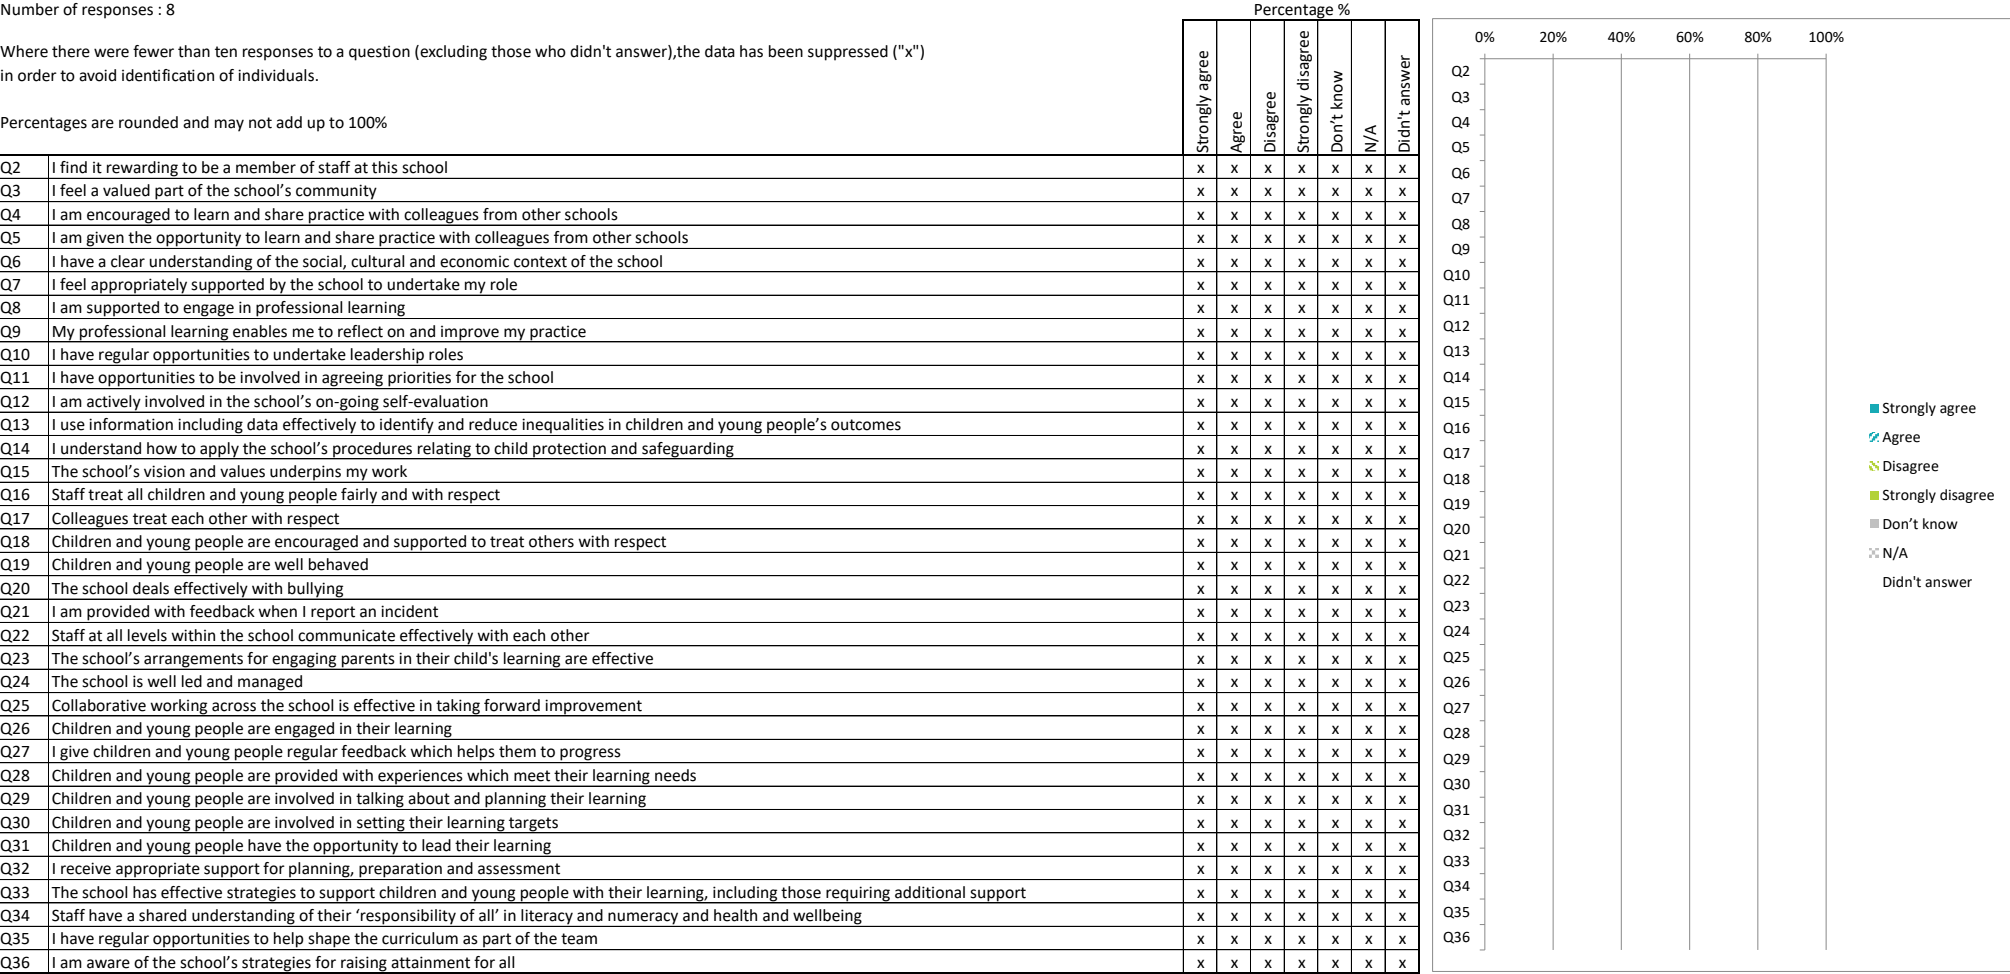 Number of responses : 8
Percentage %
Where there were fewer than ten responses to a question (excluding those who didn't answer),the data has been suppressed ("x")
in order to avoid identification of individuals.
Percentages are rounded and may not add up to 100%
Strongly agree
Agree
Disagree
Strongly disagree
Don't know
N/A
Didn't answer
Q2 I find it rewarding to be a member of staff at this school x x x x x x x
Q3 I feel a valued part of the school’s community x x x x x x x
Q4 I am encouraged to learn and share practice with colleagues from other schools x x x x x x x
Q5 I am given the opportunity to learn and share practice with colleagues from other schools x x x x x x x
Q6 I have a clear understanding of the social, cultural and economic context of the school x x x x x x x
Q7 I feel appropriately supported by the school to undertake my role x x x x x x x
Q8 I am supported to engage in professional learning x x x x x x x
Q9 My professional learning enables me to reflect on and improve my practice x x x x x x x
Q10 I have regular opportunities to undertake leadership roles x x x x x x x
Q11 I have opportunities to be involved in agreeing priorities for the school x x x x x x x
Q12 I am actively involved in the school’s on-going self-evaluation x x x x x x x
Q13 I use information including data effectively to identify and reduce inequalities in children and young people’s outcomes x x x x x x x
Q14 I understand how to apply the school’s procedures relating to child protection and safeguarding x x x x x x x
Q15 The school’s vision and values underpins my work x x x x x x x
Q16 Staff treat all children and young people fairly and with respect x x x x x x x
Q17 Colleagues treat each other with respect x x x x x x x
Q18 Children and young people are encouraged and supported to treat others with respect x x x x x x x
Q19 Children and young people are well behaved x x x x x x x
Q20 The school deals effectively with bullying x x x x x x x
Q21 I am provided with feedback when I report an incident x x x x x x x
Q22 Staff at all levels within the school communicate effectively with each other x x x x x x x
Q23 The school’s arrangements for engaging parents in their child's learning are effective x x x x x x x
Q24 The school is well led and managed x x x x x x x
Q25 Collaborative working across the school is effective in taking forward improvement x x x x x x x
Q26 Children and young people are engaged in their learning x x x x x x x
Q27 I give children and young people regular feedback which helps them to progress x x x x x x x
Q28 Children and young people are provided with experiences which meet their learning needs x x x x x x x
Q29 Children and young people are involved in talking about and planning their learning x x x x x x x
Q30 Children and young people are involved in setting their learning targets x x x x x x x
Q31 Children and young people have the opportunity to lead their learning x x x x x x x
Q32 I receive appropriate support for planning, preparation and assessment x x x x x x x
Q33 The school has effective strategies to support children and young people with their learning, including those requiring additional support x x x x x x x
Q34 Staff have a shared understanding of their ‘responsibility of all’ in literacy and numeracy and health and wellbeing x x x x x x x
Q35 I have regular opportunities to help shape the curriculum as part of the team x x x x x x x
Q36 I am aware of the school’s strategies for raising attainment for all x x x x x x x
0% 20% 40% 60% 80% 100%
Q2
Q3
Q4
Q5
Q6
Q7
Q8
Q9
Q10
Q11
Q12
Q13
Q14
Q15
Q16
Q17
Q18
Q19
Q20
Q21
Q22
Q23
Q24
Q25
Q26
Q27
Q28
Q29
Q30
Q31
Q32
Q33
Q34
Q35
Q36
Strongly agree
Agree
Disagree
Strongly disagree
Don’t know
N/A
Didn't answer